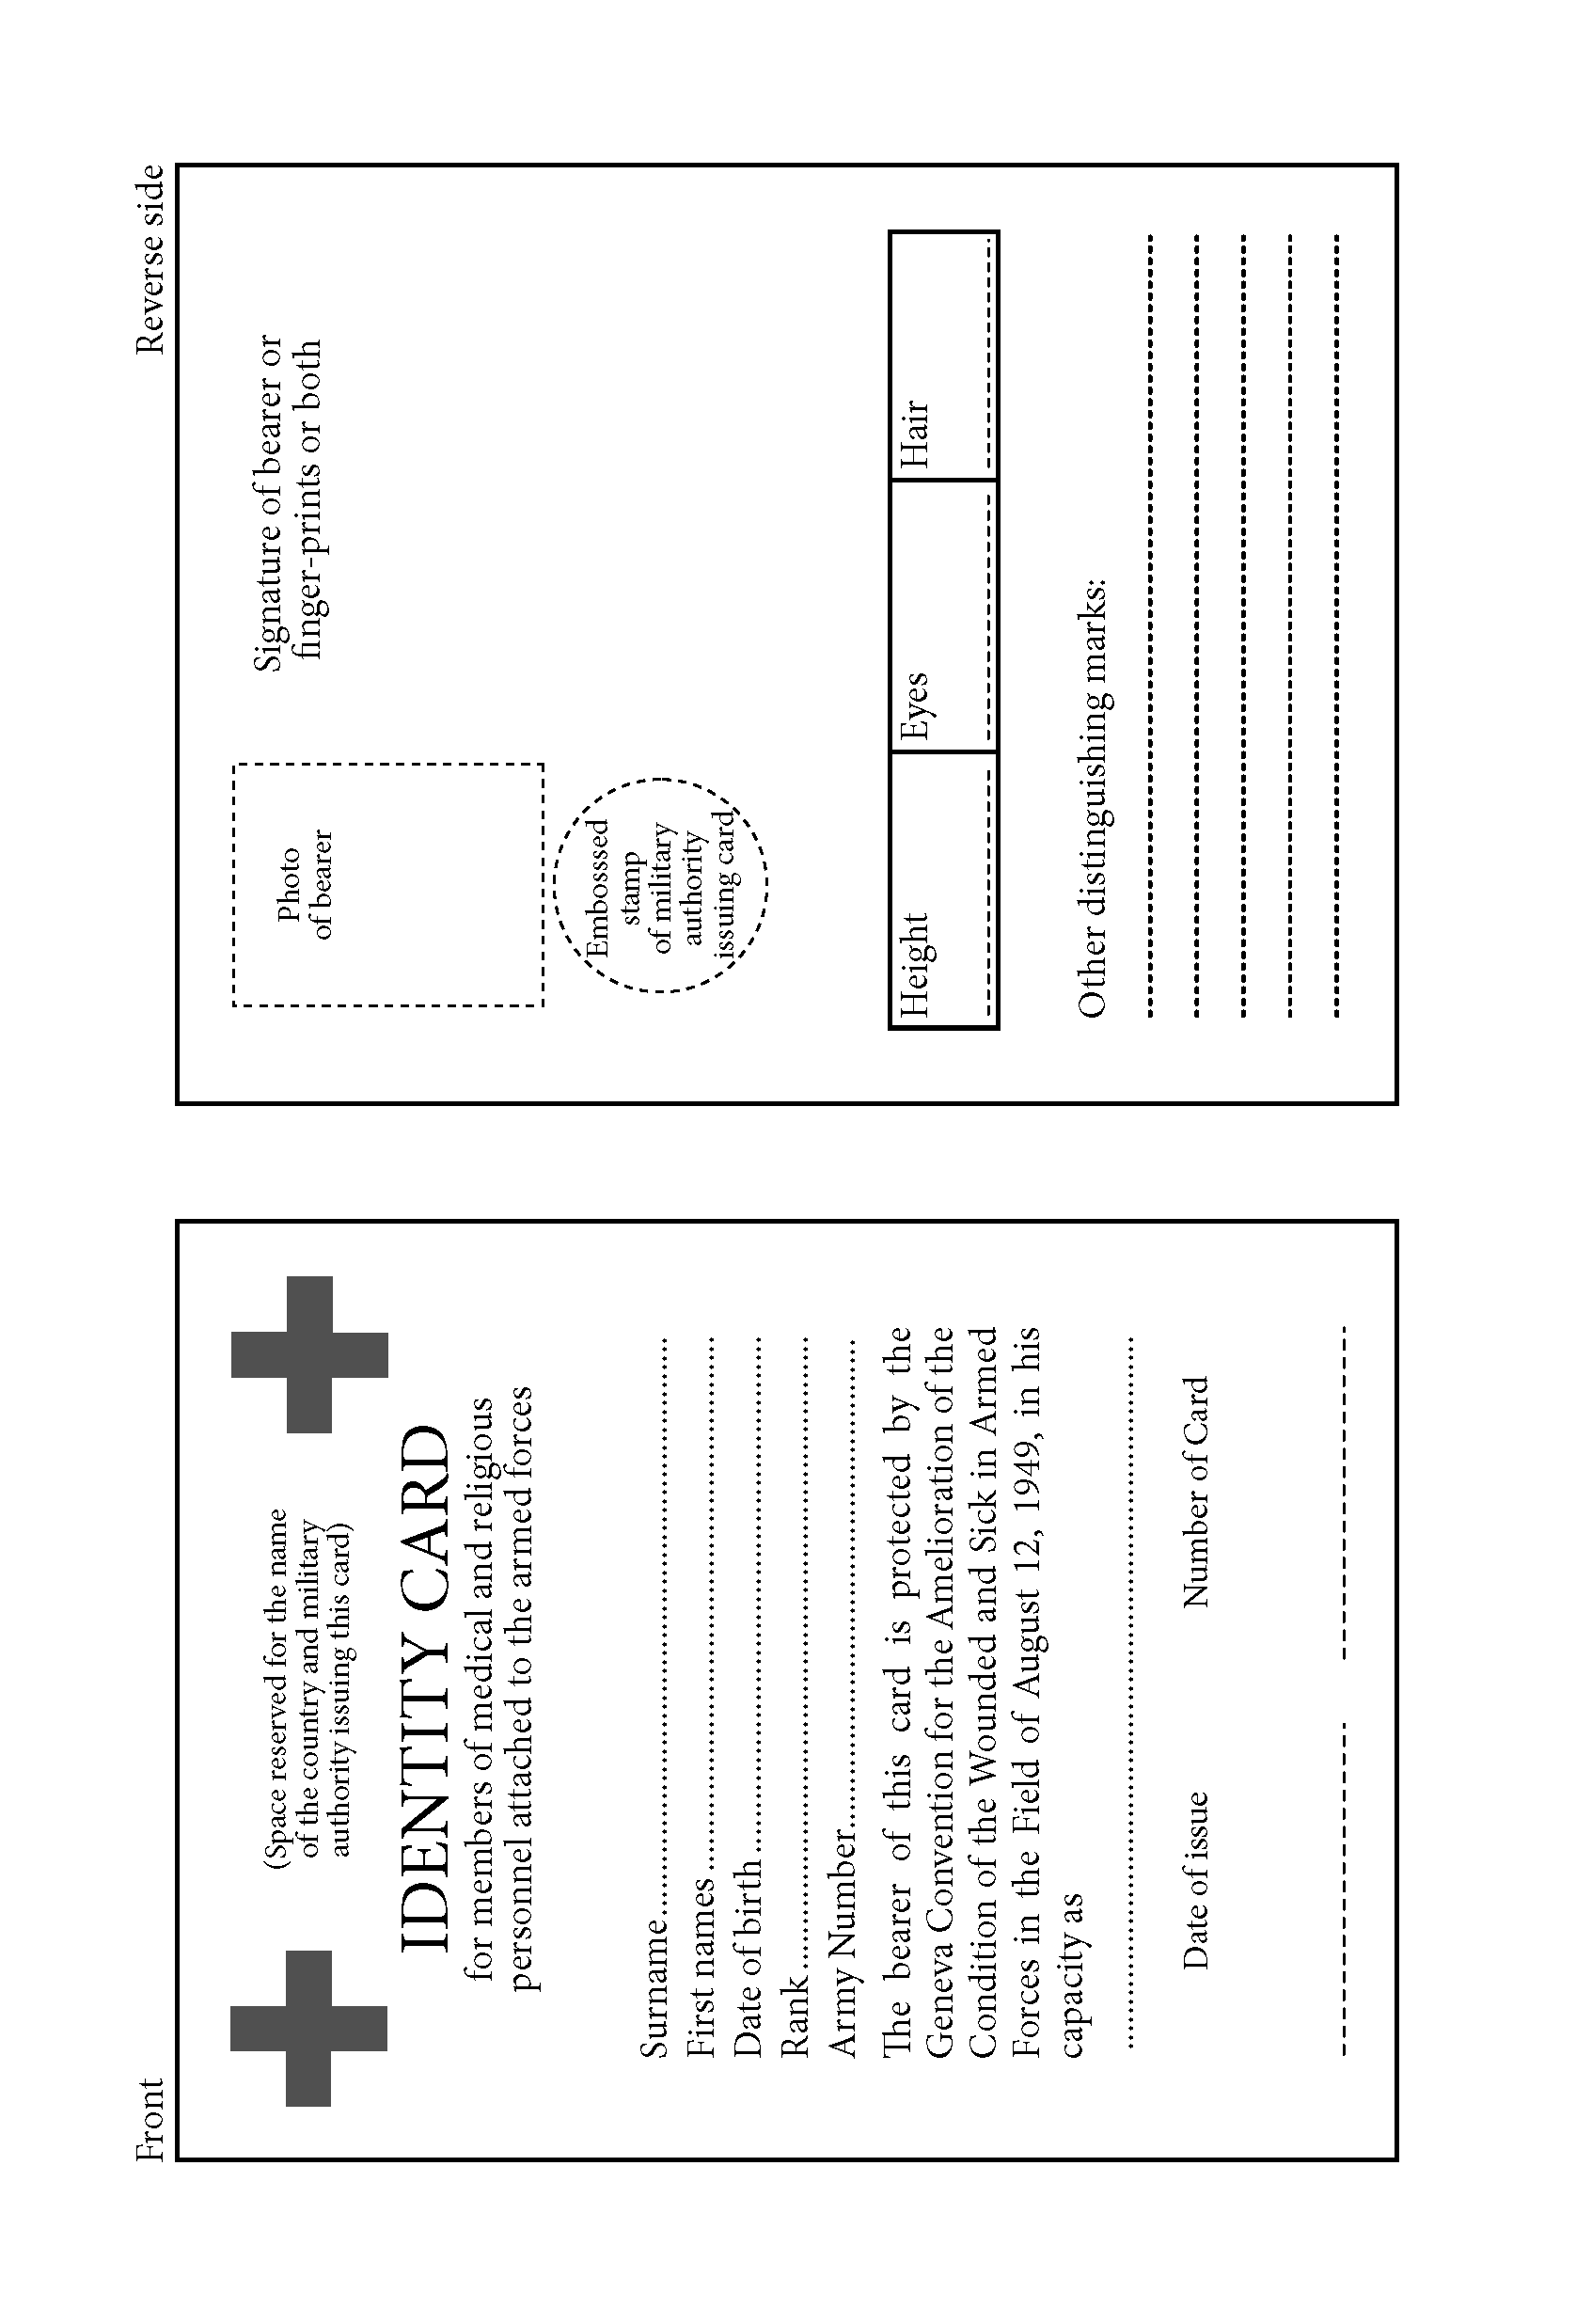 Front
(Space reserved for the name
of the country and military
authority issuing this card)
IDENTITY CARD
for members of medical and religious
personnel attached to the armed forces
Surname
First names
Date of birth
Rank
Army Number
The bearer of this card is protected by the
Geneva Convention for the Amelioration of the
Condition of the Wounded and Sick in Armed
Forces in the Field of August 12, 1949, in his
capacity as
Date of issue Number of Card
Reverse side
Photo
of bearer
Signature of bearer or
finger-prints or both
Embossed
stamp
of military
authority
issuing card
Height Eyes Hair
Other distinguishing marks: